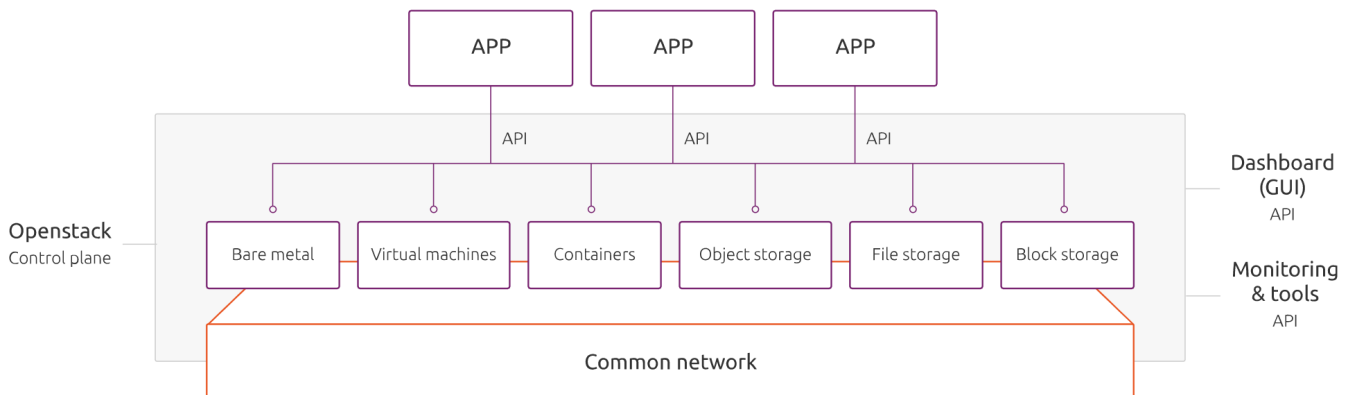 APP
APP
APP
API
API
API
Dashboard
(GUI)
API
Openstack
Control plane
Bare metal
Virtual machines
Containers
Object storage
File storage
Block storage
Monitoring
& tools
API
Common network